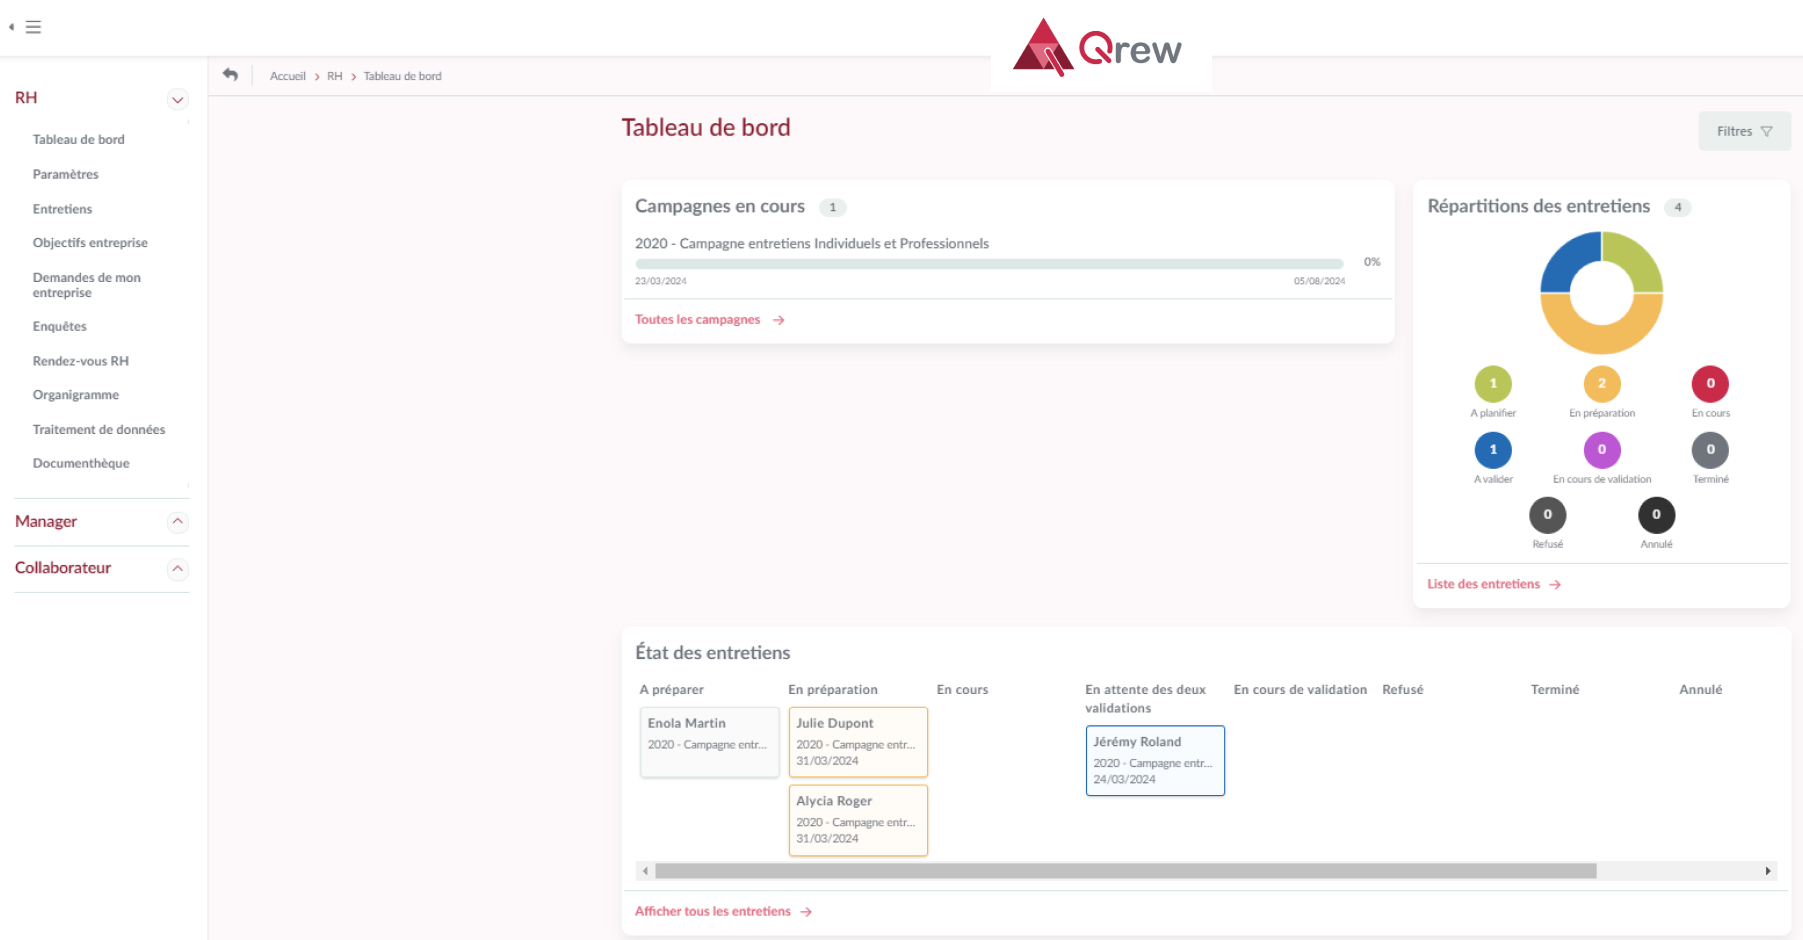 Qrew
Accueil > RH > Tableau de bord
RH
Tableau de bord
Paramètres
Entretiens
Objectifs entreprise
Demandes de mon
entreprise
Enquêtes
Rendez-vous RH
Organigramme
Traitement de données
Documenthèque
Manager
Collaborateur
Tableau de bord
Filtres
Campagnes en cours 1
2020 - Campagne entretiens Individuels et Professionnels
0%
23/03/2024 05/08/2024
Toutes les campagnes →
Répartitions des entretiens 4
1 2 0
A planifier En préparation En cours
1 0 0
A valider En cours de validation Terminé
0 0
Refusé Annulé
Liste des entretiens →
État des entretiens
A préparer
Enola Martin
2020 - Campagne entr...
En préparation
Julie Dupont
2020 - Campagne entr...
31/03/2024
Alycia Roger
2020 - Campagne entr...
31/03/2024
En cours
En attente des deux
validations
Jérémy Roland
2020 - Campagne entr...
24/03/2024
En cours de validation
Refusé
Terminé
Annulé
Afficher tous les entretiens →